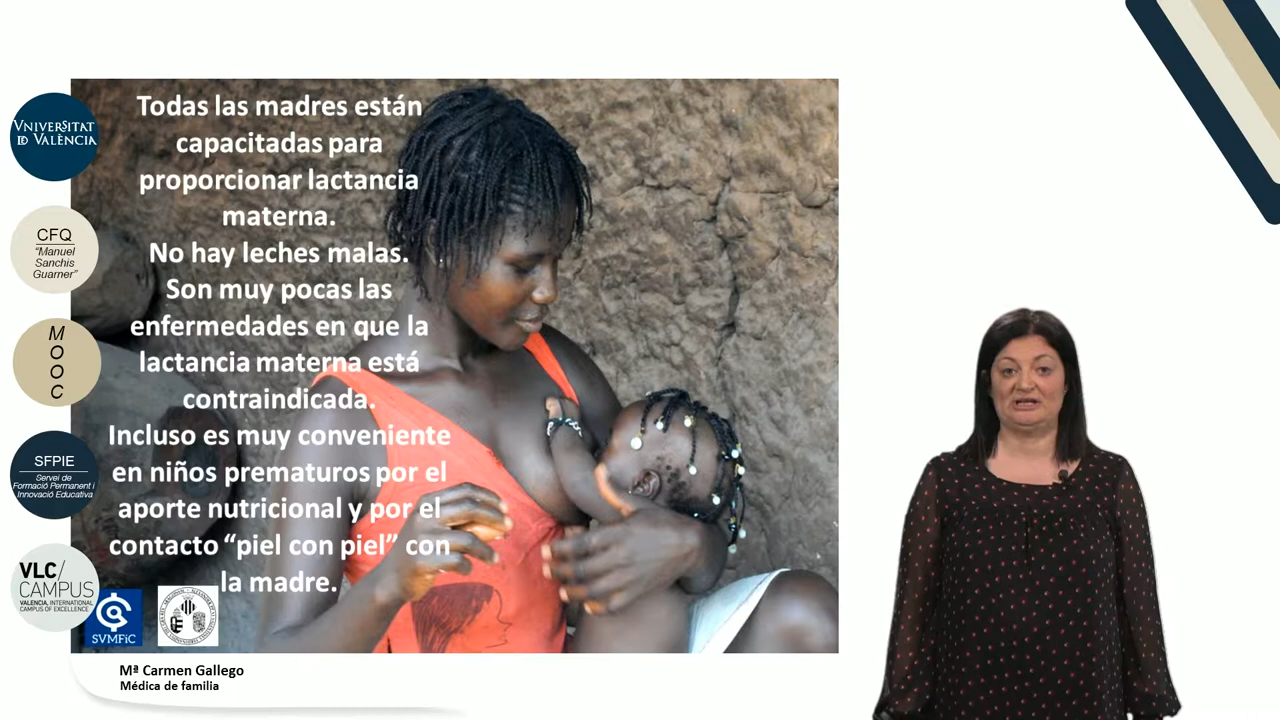 Todas las madres están
capacitadas para
proporcionar lactancia
materna.
No hay leches malas.
Son muy pocas las
enfermedades en que la
lactancia materna está
contraindicada.
Incluso es muy conveniente
en niños prematuros por el
aporte nutricional y por el
contacto “piel con piel” con
la madre.
VNIVERSITAT
ID VALÈNCIA
CFQ
“Manuel
Sanchis
Guarner”
M
O
O
C
SFPIE
Servei de
Formació Permanent i
Innovació Educativa
VLC/
CAMPUS
VALENCIA, INTERNATIONAL
CAMPUS OF EXCELLENCE
SVMFiC
Mª Carmen Gallego
Médica de familia